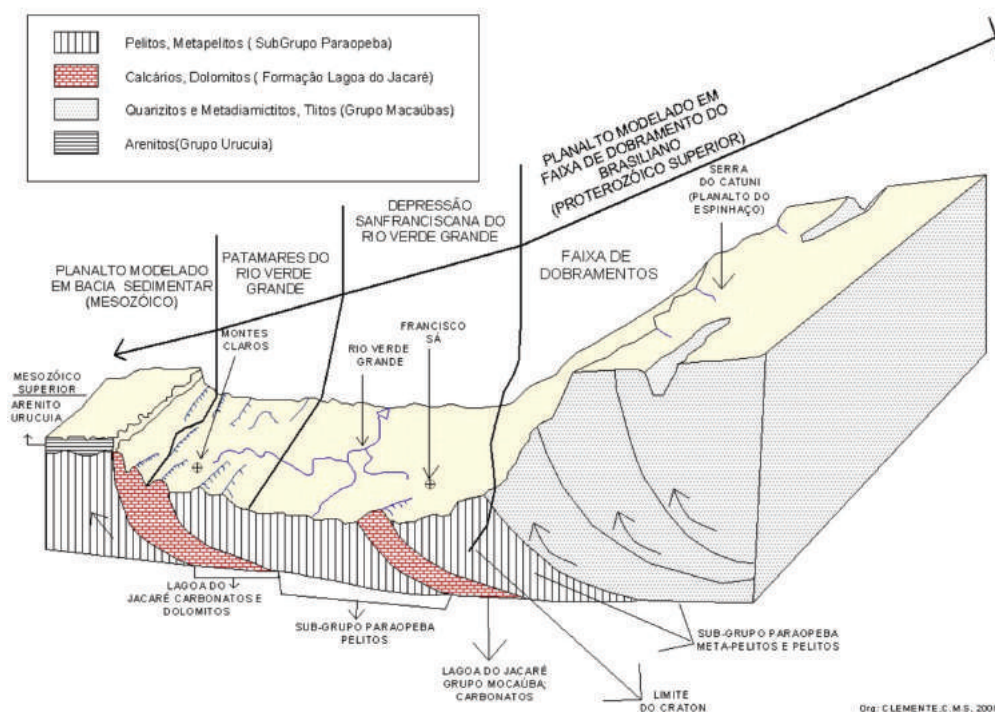 Pelitos, Metapelitos ( SubGrupo Paraopeba)
Calcários, Dolomitos ( Formação Lagoa do Jacaré)
Quarizitos e Metadiamictitos, Tlitos (Grupo Macaúbas)
Arenitos(Grupo Urucuia)
PLANALTO MODELADO EM
FAIXA DE DOBRAMENTO DO
BRASILIANO
(PROTEROZÓICO SUPERIOR)
SERRA
DO CATUNI
(PLANALTO DO
ESPINHAÇO)
DEPRESSÃO
SANFRANCISCANA DO
RIO VERDE GRANDE
FAIXA DE
DOBRAMENTOS
PATAMARES DO
RIO VERDE
GRANDE
PLANALTO MODELADO
EM BACIA SEDIMENTAR
(MESOZÓICO)
MONTES
CLAROS
RIO VERDE
GRANDE
FRANCISCO
SÁ
MESOZÓICO
SUPERIOR
ARENITO
URUCUIA
LAGOA DO
JACARÉ CARBONATOS E
DOLOMITOS
SUB-GRUPO PARAOPEBA
PELITOS
LAGOA DO JACARÉ
GRUPO MOCAÚBA;
CARBONATOS
LIMITE
DO CRATON
SUB-GRUPO PARAOPEBA
META-PELITOS E PELITOS
Org: CLEMENTE.C.M.S.